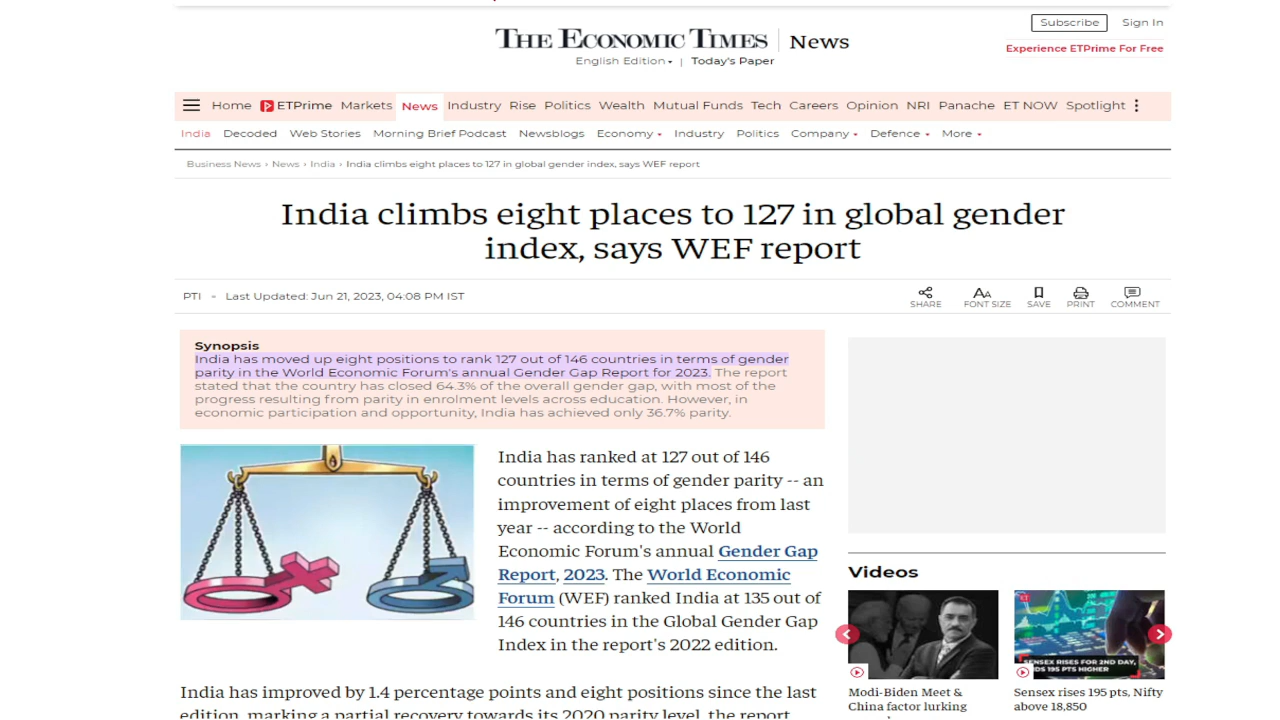 THE ECONOMIC TIMES | News
Subscribe Sign In
English Edition | Today's Paper
Experience ETPrime For Free
Home ETPrime Markets News Industry Rise Politics Wealth Mutual Funds Tech Careers Opinion NRI Panache ET NOW Spotlight
India Decoded Web Stories Morning Brief Podcast Newsblogs Economy Industry Politics Company Defence More
Business News › News › India › India climbs eight places to 127 in global gender index, says WEF report
India climbs eight places to 127 in global gender
index, says WEF report
PTI - Last Updated: Jun 21, 2023, 04:08 PM IST
SHARE FONT SIZE SAVE PRINT COMMENT
Synopsis
India has moved up eight positions to rank 127 out of 146 countries in terms of gender
parity in the World Economic Forum's annual Gender Gap Report for 2023. The report
stated that the country has closed 64.3% of the overall gender gap, with most of the
progress resulting from parity in enrolment levels across education. However, in
economic participation and opportunity, India has achieved only 36.7% parity.
India has ranked at 127 out of 146
countries in terms of gender parity -- an
improvement of eight places from last
year -- according to the World
Economic Forum's annual Gender Gap
Report, 2023. The World Economic
Forum (WEF) ranked India at 135 out of
146 countries in the Global Gender Gap
Index in the report's 2022 edition.
India has improved by 1.4 percentage points and eight positions since the last
edition, marking a partial recovery towards its 2020 parity level, the report
Videos
ET
SENSEX RISES FOR 2ND DAY,
ENDS 195 PTS HIGHER
Modi-Biden Meet &
China factor lurking
Sensex rises 195 pts, Nifty
above 18,850